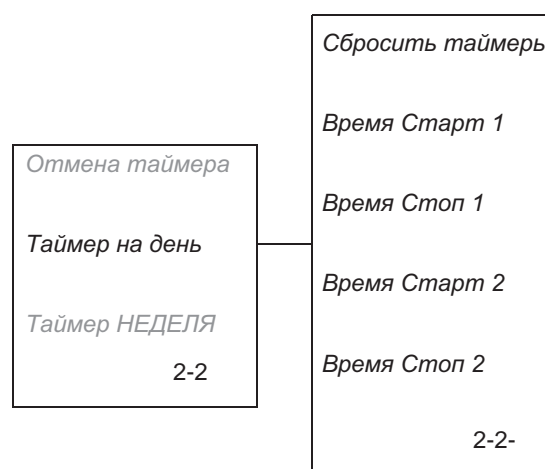 Отмена таймера
Таймер на день
Таймер НЕДЕЛЯ
2-2
Сбросить таймеры
Время Старт 1
Время Стоп 1
Время Старт 2
Время Стоп 2
2-2-